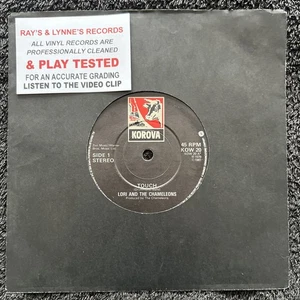 RAY'S & LYNNE'S RECORDS
ALL VINYL RECORDS ARE
PROFESSIONALLY CLEANED
& PLAY TESTED
FOR AN ACCURATE GRADING
LISTEN TO THE VIDEO CLIP
KOROVA
SIDE 1
STEREO
45 RPM
KOW 20
TOUCH
LORI AND THE CHAMELEONS
Produced by The Chameleons